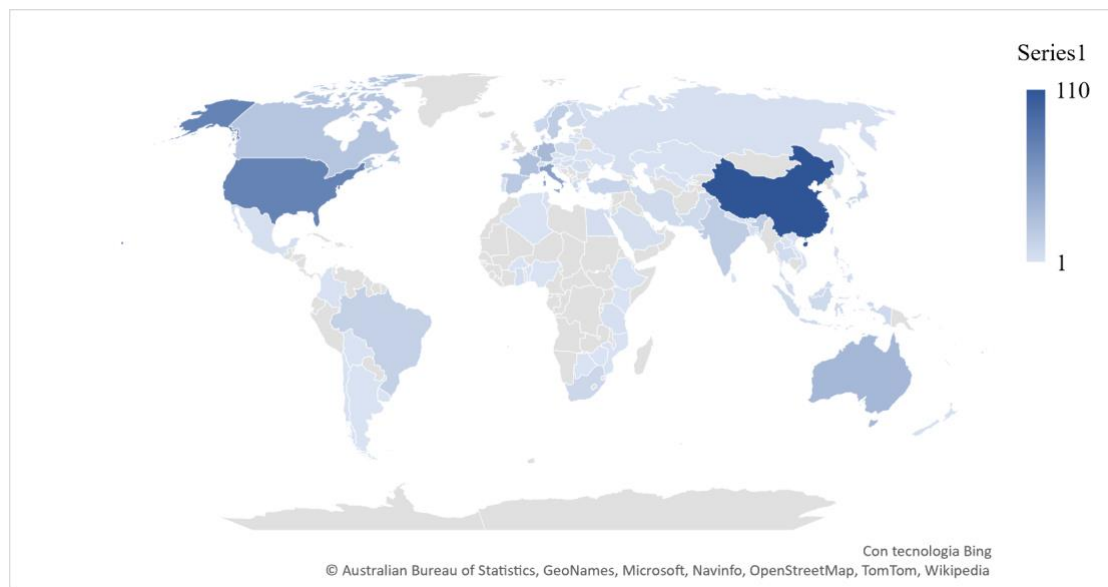 Series1
110
1
Con tecnologia Bing
© Australian Bureau of Statistics, GeoNames, Microsoft, Navinfo, OpenStreetMap, TomTom, Wikipedia